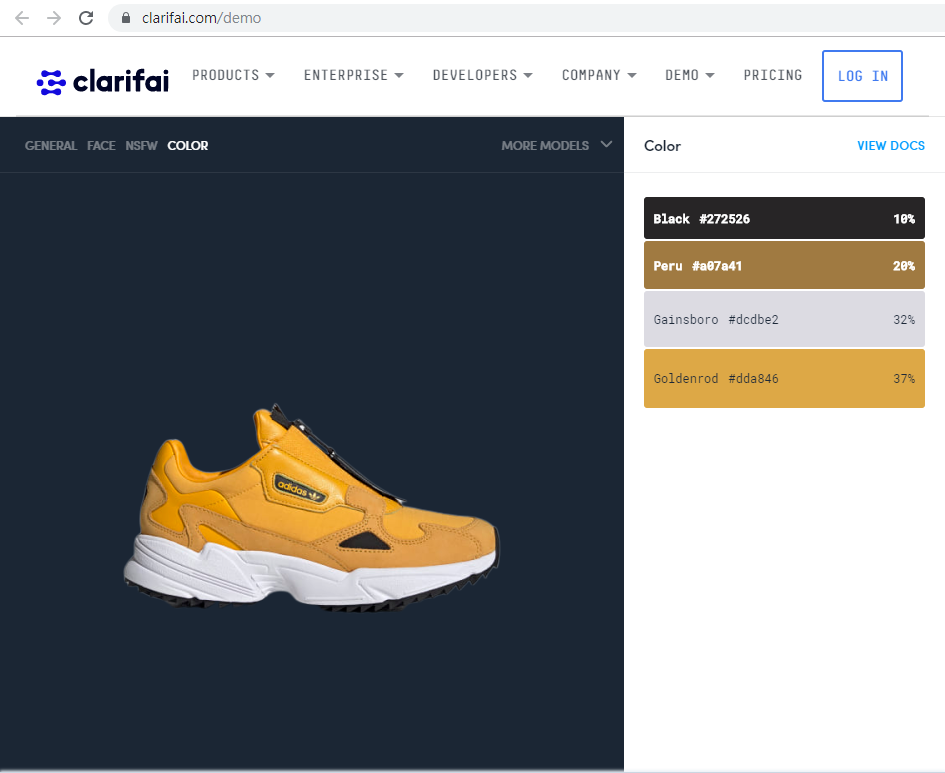 clarifai.com/demo
clarifai PRODUCTS ENTERPRISE DEVELOPERS COMPANY DEMO PRICING LOG IN
GENERAL FACE NSFW COLOR MORE MODELS
Color VIEW DOCS
Black #272526 10%
Peru #a07a41 20%
Gainsboro #dcdbe2 32%
Goldenrod #dda846 37%
adidas